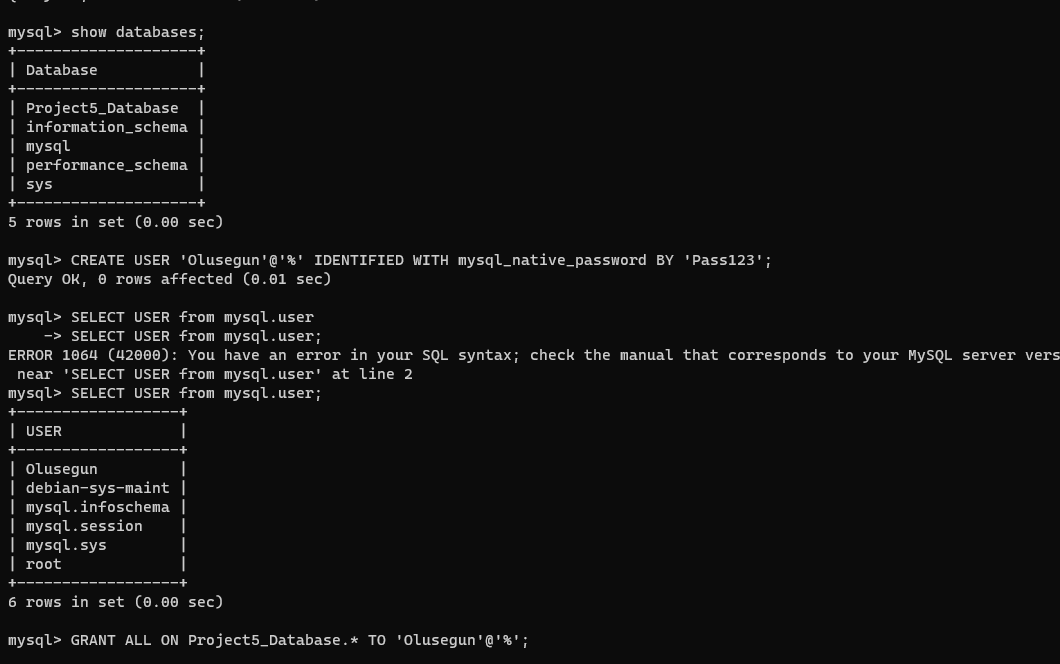 mysql> show databases;
+--------------------+
| Database           |
+--------------------+
| Project5_Database  |
| information_schema |
| mysql              |
| performance_schema |
| sys                |
+--------------------+
5 rows in set (0.00 sec)
mysql> CREATE USER 'Olusegun'@'%' IDENTIFIED WITH mysql_native_password BY 'Pass123';
Query OK, 0 rows affected (0.01 sec)
mysql> SELECT USER from mysql.user
    -> SELECT USER from mysql.user;
ERROR 1064 (42000): You have an error in your SQL syntax; check the manual that corresponds to your MySQL server vers
 near 'SELECT USER from mysql.user' at line 2
mysql> SELECT USER from mysql.user;
+------------------+
| USER             |
+------------------+
| Olusegun         |
| debian-sys-maint |
| mysql.infoschema |
| mysql.session    |
| mysql.sys        |
| root             |
+------------------+
6 rows in set (0.00 sec)
mysql> GRANT ALL ON Project5_Database.* TO 'Olusegun'@'%';